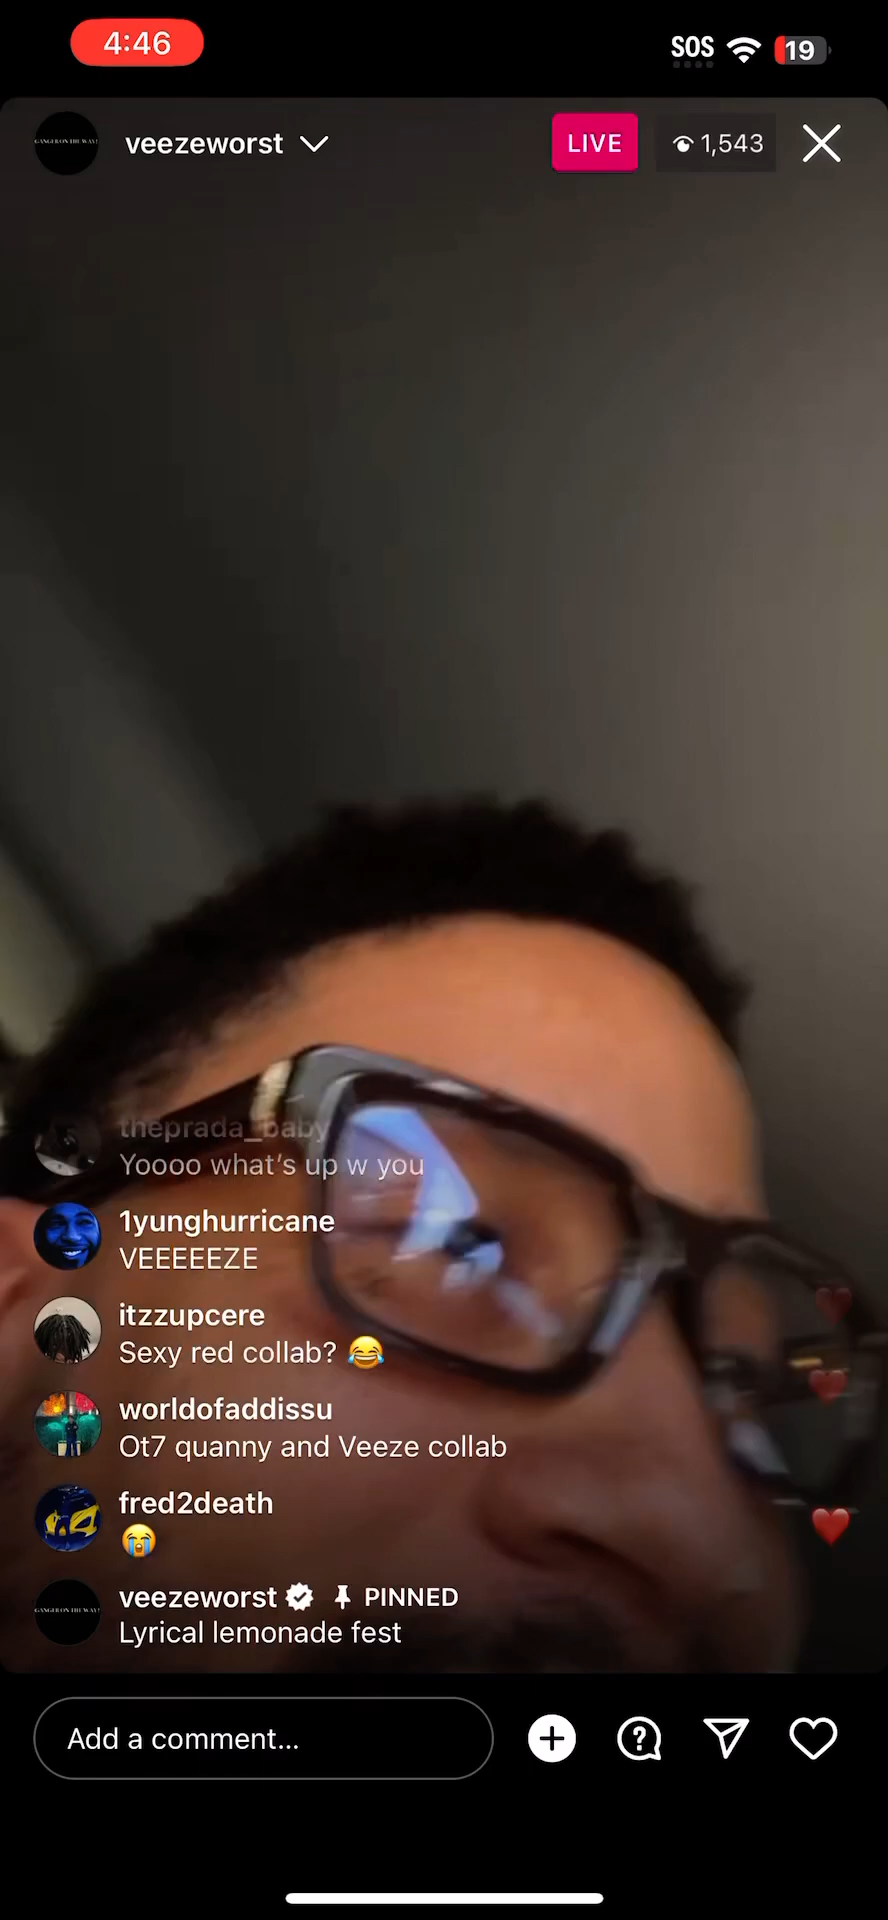 4:46
SOS
19
veezeworst
LIVE
1,543
theprada_baby
Yoooo what's up w you
1yunghurricane
VEEEEEZE
itzzupcere
Sexy red collab? 😂
worldofaddissu
Ot7 quanny and Veeze collab
fred2death
😭
veezeworst PINNED
Lyrical lemonade fest
Add a comment...